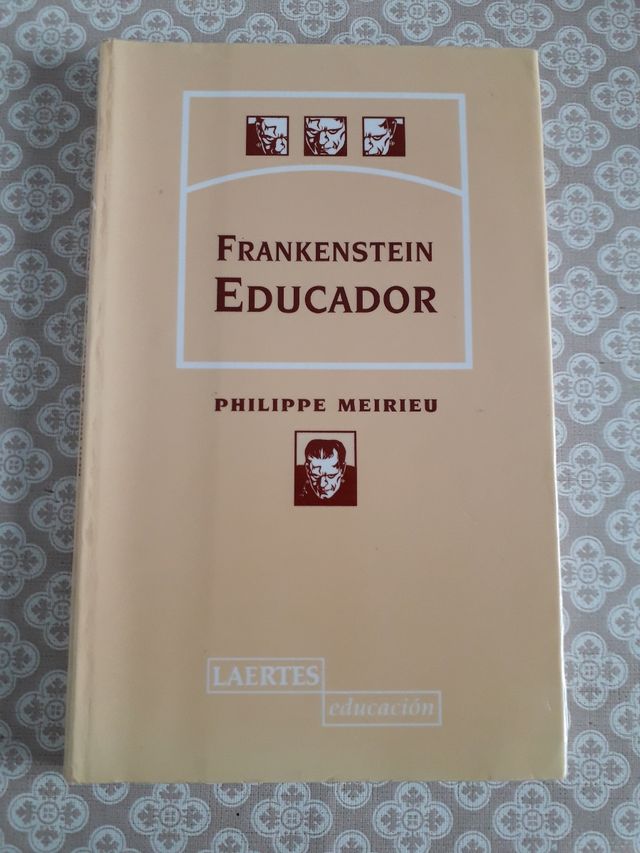 FRANKENSTEIN
EDUCADOR
PHILIPPE MEIRIEU
LAERTES
educación